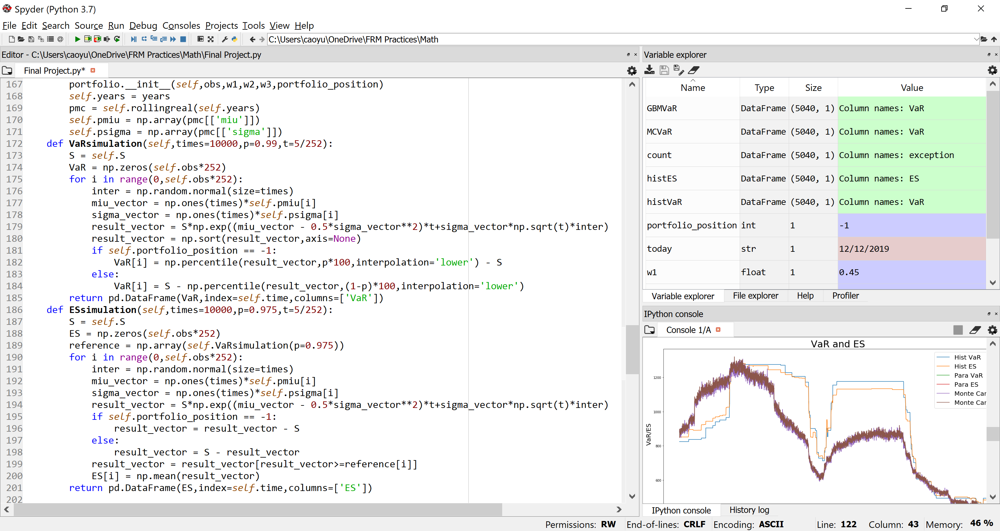 Spyder (Python 3.7)
File Edit Search Source Run Debug Consoles Projects Tools View Help
C:\Users\caoyu\OneDrive\FRM Practices\Math
Editor - C:\Users\caoyu\OneDrive\FRM Practices\Math\Final Project.py
Final Project.py*
167 portfolio.__init__(self,obs,w1,w2,w3,portfolio_position)
168 self.years = years
169 pmc = self.rollingreal(self.years)
170 self.pmiu = np.array(pmc[['miu']])
171 self.psigma = np.array(pmc[['sigma']])
172 def VaRsimulation(self,times=10000,p=0.99,t=5/252):
173 S = self.S
174 VaR = np.zeros(self.obs*252)
175 for i in range(0,self.obs*252):
176 inter = np.random.normal(size=times)
177 miu_vector = np.ones(times)*self.pmiu[i]
178 sigma_vector = np.ones(times)*self.psigma[i]
179 result_vector = S*np.exp((miu_vector - 0.5*sigma_vector**2)*t+sigma_vector*np.sqrt(t)*inter)
180 result_vector = np.sort(result_vector,axis=None)
181 if self.portfolio_position == -1:
182 VaR[i] = np.percentile(result_vector,p*100,interpolation='lower') - S
183 else:
184 VaR[i] = S - np.percentile(result_vector,(1-p)*100,interpolation='lower')
185 return pd.DataFrame(VaR,index=self.time,columns=['VaR'])
186 def ESsimulation(self,times=10000,p=0.975,t=5/252):
187 S = self.S
188 ES = np.zeros(self.obs*252)
189 reference = np.array(self.VaRsimulation(p=0.975))
190 for i in range(0,self.obs*252):
191 inter = np.random.normal(size=times)
192 miu_vector = np.ones(times)*self.pmiu[i]
193 sigma_vector = np.ones(times)*self.psigma[i]
194 result_vector = S*np.exp((miu_vector - 0.5*sigma_vector**2)*t+sigma_vector*np.sqrt(t)*inter)
195 if self.portfolio_position == -1:
196 result_vector = result_vector - S
197 else:
198 result_vector = S - result_vector
199 result_vector = result_vector[result_vector>=reference[i]]
200 ES[i] = np.mean(result_vector)
201 return pd.DataFrame(ES,index=self.time,columns=['ES'])
202
Variable explorer
Name Type Size Value
GBMVaR DataFrame (5040, 1) Column names: VaR
MCVaR DataFrame (5040, 1) Column names: VaR
count DataFrame (5040, 1) Column names: exception
histES DataFrame (5040, 1) Column names: ES
histVaR DataFrame (5040, 1) Column names: VaR
portfolio_position int 1 -1
today str 1 12/12/2019
w1 float 1 0.45
Variable explorer File explorer Help Profiler
IPython console
Console 1/A
VaR and ES
Hist VaR
Hist ES
Para VaR
Para ES
Monte Car
Monte Car
1200
1000
800
600
VaR/ES
IPython console History log
Permissions: RW End-of-lines: CRLF Encoding: ASCII Line: 122 Column: 43 Memory: 46 %